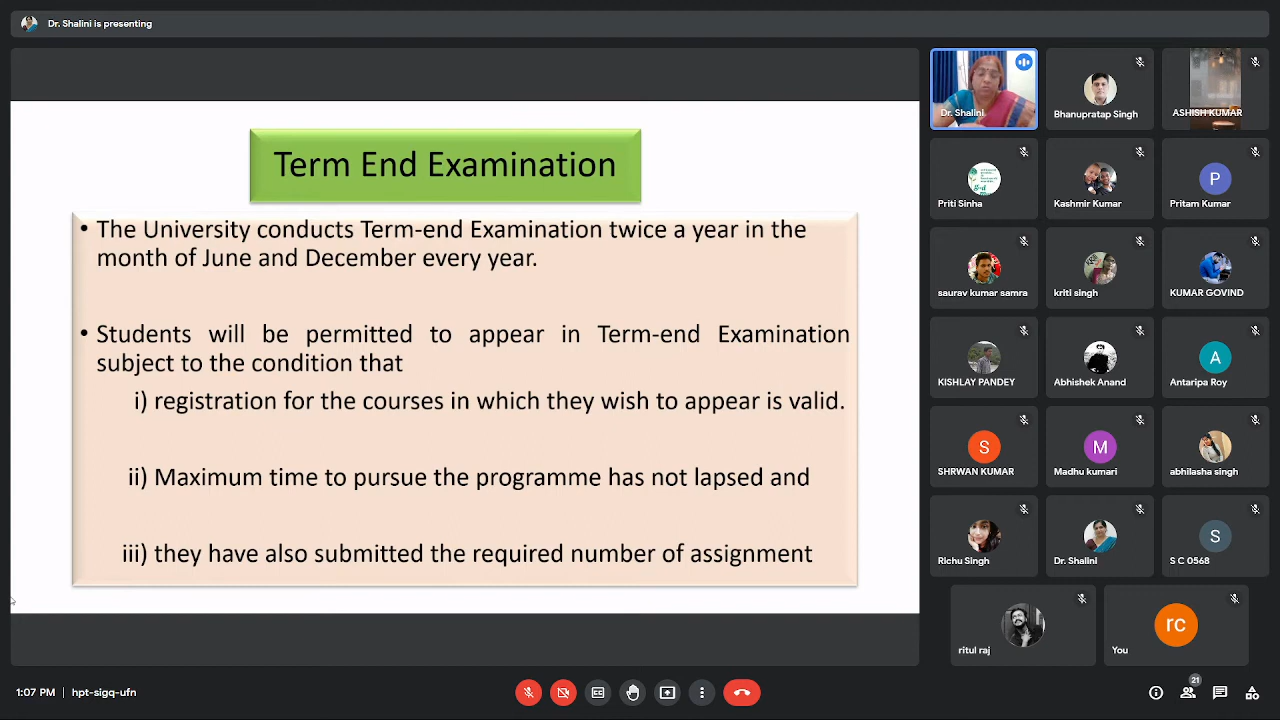 Dr. Shalini is presenting
Term End Examination
• The University conducts Term-end Examination twice a year in the
month of June and December every year.
• Students will be permitted to appear in Term-end Examination
subject to the condition that
i) registration for the courses in which they wish to appear is valid.
ii) Maximum time to pursue the programme has not lapsed and
iii) they have also submitted the required number of assignment
Dr. Shalini
Bhanupratap Singh
ASHISH KUMAR
Priti Sinha
Kashmir Kumar
P
Pritam Kumar
saurav kumar samra
kriti singh
KUMAR GOVIND
KISHLAY PANDEY
Abhishek Anand
A
Antaripa Roy
S
SHRWAN KUMAR
M
Madhu kumari
abhilasha singh
Richu Singh
Dr. Shalini
S
S C 0568
ritul raj
rc
You
1:07 PM | hpt-sigq-ufn
21